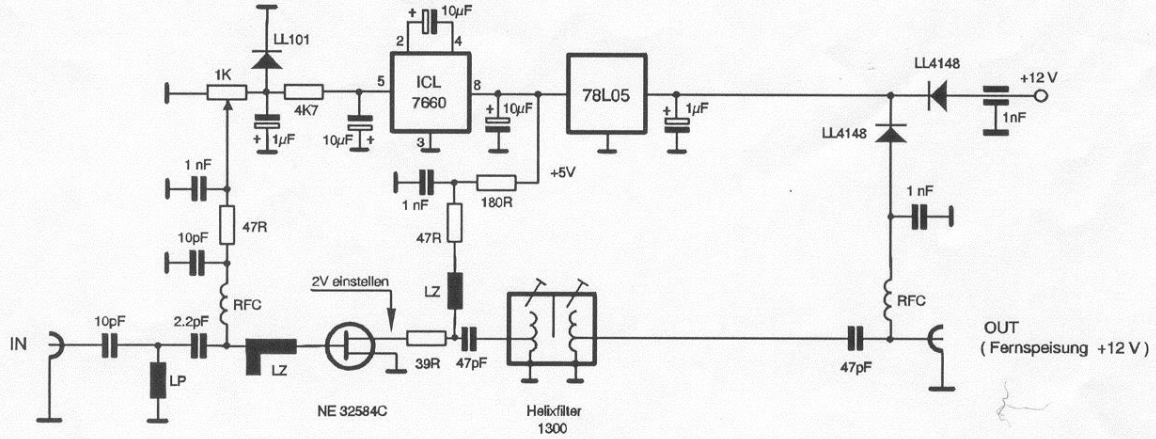 10µF
+
2
4
LL101
1K
4K7
+
1µF
10µF
+
5
ICL
7660
8
3
+
10µF
78L05
+
1µF
LL4148
+12 V
1nF
LL4148
1 nF
1 nF
180R
+5V
1 nF
47R
47R
10pF
2V einstellen
LZ
RFC
RFC
IN
10pF
2.2pF
LP
LZ
39R
47pF
47pF
OUT
( Fernspeisung +12 V )
NE 32584C
Helixfilter
1300